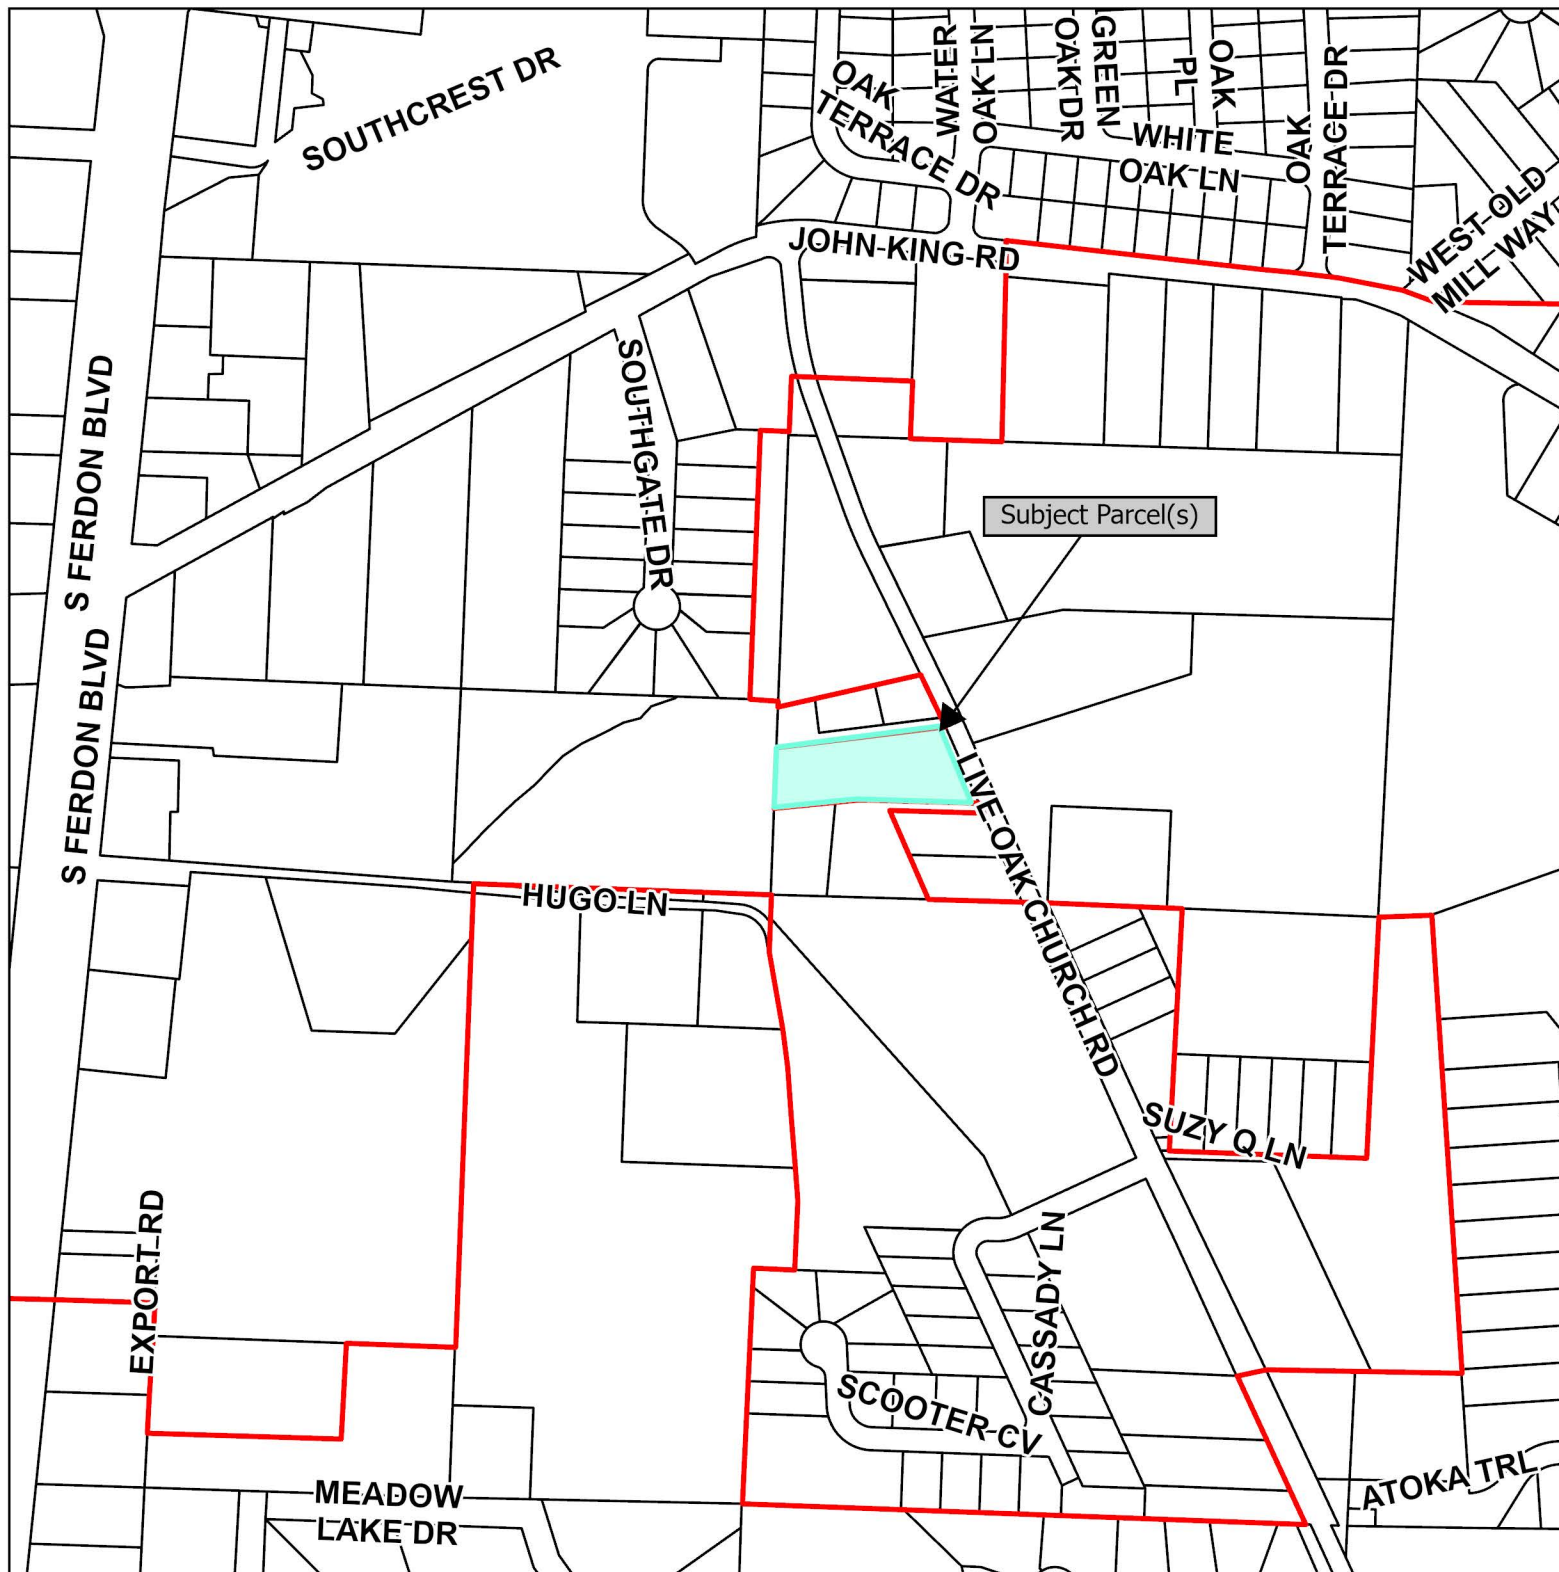 SOUTHCREST DR
OAK
TERRACE DR
WATER
OAK LN
OAK DR
GREEN
OAK
PL
WHITE
OAK LN
OAK
TERRACE DR
WEST OLD
MILL WAY
JOHN KING RD
S FERDON BLVD
SOUTHGATE DR
Subject Parcel(s)
S FERDON BLVD
LIVE OAK CHURCH RD
HUGO LN
SUZY Q LN
EXPORT RD
CASSADY LN
SCOOTER CV
MEADOW
LAKE DR
ATOKA TRL